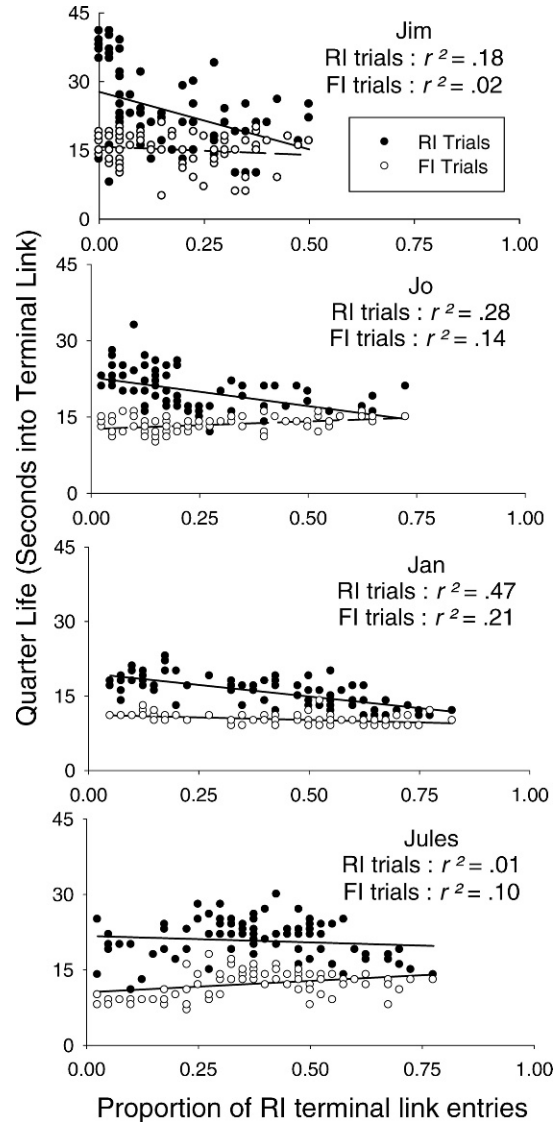 Quarter Life (Seconds into Terminal Link)
45
30
15
0
0.00 0.25 0.50 0.75 1.00
Jim
RI trials : r² = .18
FI trials : r² = .02
RI Trials
FI Trials
45
30
15
0
0.00 0.25 0.50 0.75 1.00
Jo
RI trials : r² = .28
FI trials : r² = .14
45
30
15
0
0.00 0.25 0.50 0.75 1.00
Jan
RI trials : r² = .47
FI trials : r² = .21
45
30
15
0
0.00 0.25 0.50 0.75 1.00
Jules
RI trials : r² = .01
FI trials : r² = .10
Proportion of RI terminal link entries